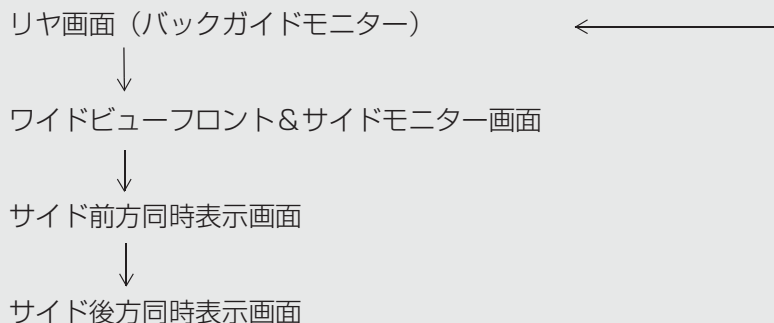 リヤ画面（バックガイドモニター）
ワイドビューフロント＆サイドモニター画面
サイド前方同時表示画面
サイド後方同時表示画面